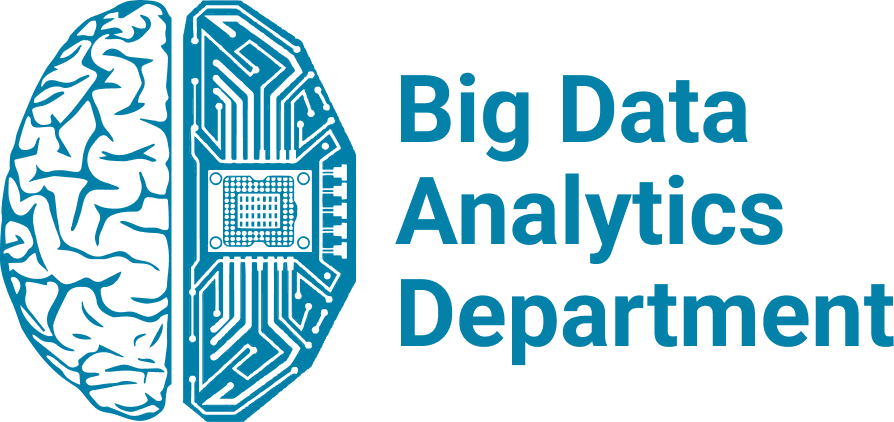 Big Data
Analytics
Department